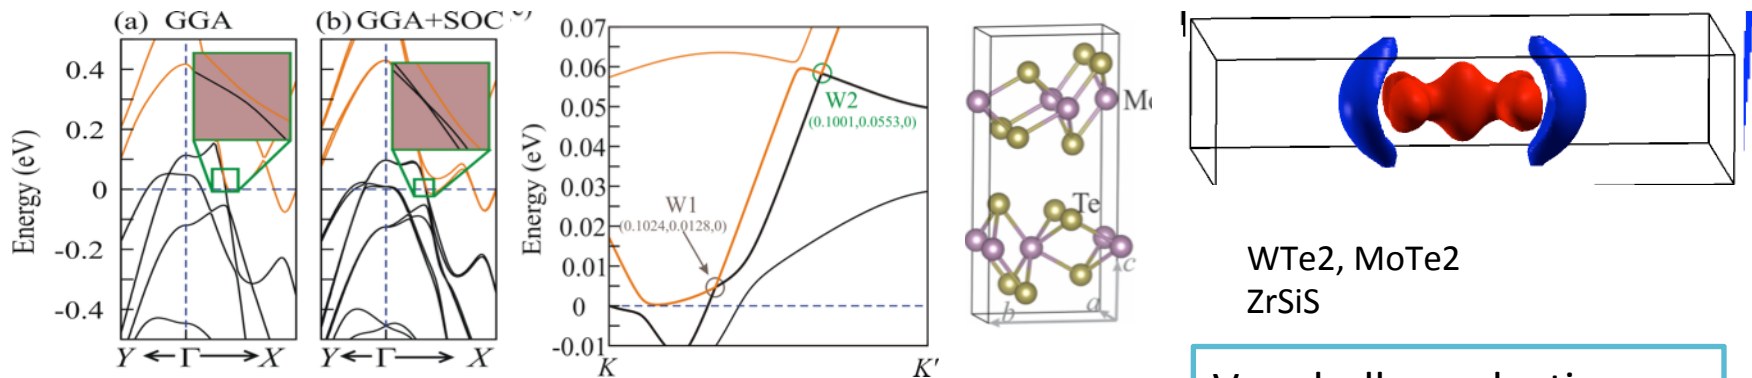 (a) GGA
(b) GGA+SOC
c)
Energy (eV)
0.4
0.2
0
-0.2
-0.4
Y ← Γ → X
Y ← Γ → X
Energy (eV)
0.07
0.06
0.05
0.04
0.03
0.02
0.01
0
-0.01
K
K'
W2
(0.1001,0.0553,0)
W1
(0.1024,0.0128,0)
Te
c
a
b
WTe2, MoTe2
ZrSiS